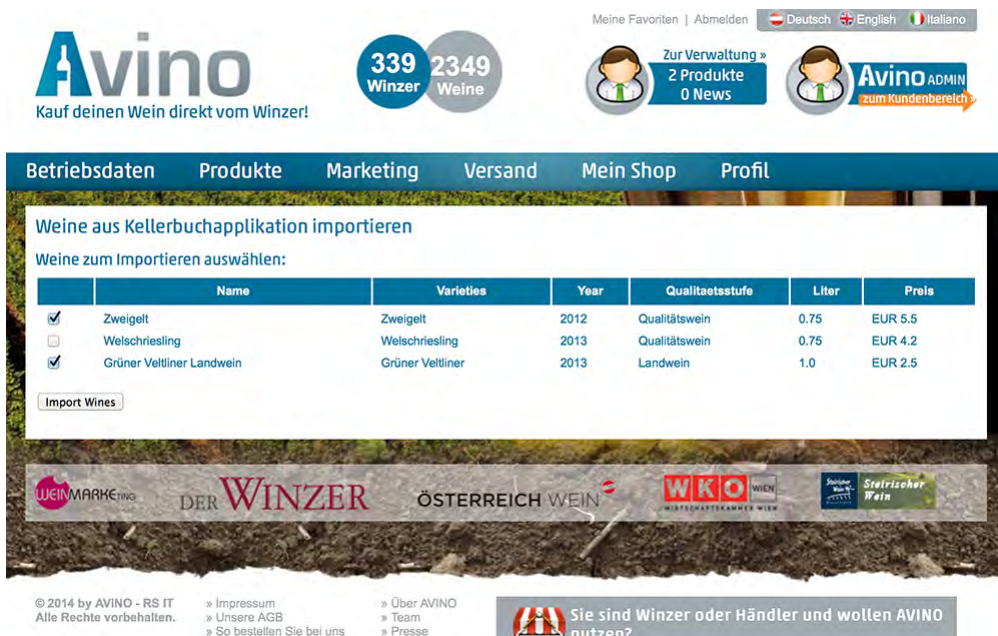 Meine Favoriten | Abmelden Deutsch English Italiano
Avino
Kauf deinen Wein direkt vom Winzer!
339
Winzer
2349
Weine
Zur Verwaltung »
2 Produkte
0 News
Avino ADMIN
zum Kundenbereich »
Betriebsdaten Produkte Marketing Versand Mein Shop Profil
Weine aus Kellerbuchapplikation importieren
Weine zum Importieren auswählen:
Name Varieties Year Qualitaetsstufe Liter Preis
Zweigelt Zweigelt 2012 Qualitätswein 0.75 EUR 5.5
Welschriesling Welschriesling 2013 Qualitätswein 0.75 EUR 4.2
Grüner Veltliner Landwein Grüner Veltliner 2013 Landwein 1.0 EUR 2.5
Import Wines
WEINMARKETING
DER WINZER
ÖSTERREICH WEIN
WKO WIEN
WIRTSCHAFTSKAMMER WIEN
Steirischer
Wein
Steirischer
Wein
© 2014 by AVINO - RS IT
Alle Rechte vorbehalten.
» Impressum
» Unsere AGB
» So bestellen Sie bei uns
» Über AVINO
» Team
» Presse
Sie sind Winzer oder Händler und wollen AVINO
nutzen?